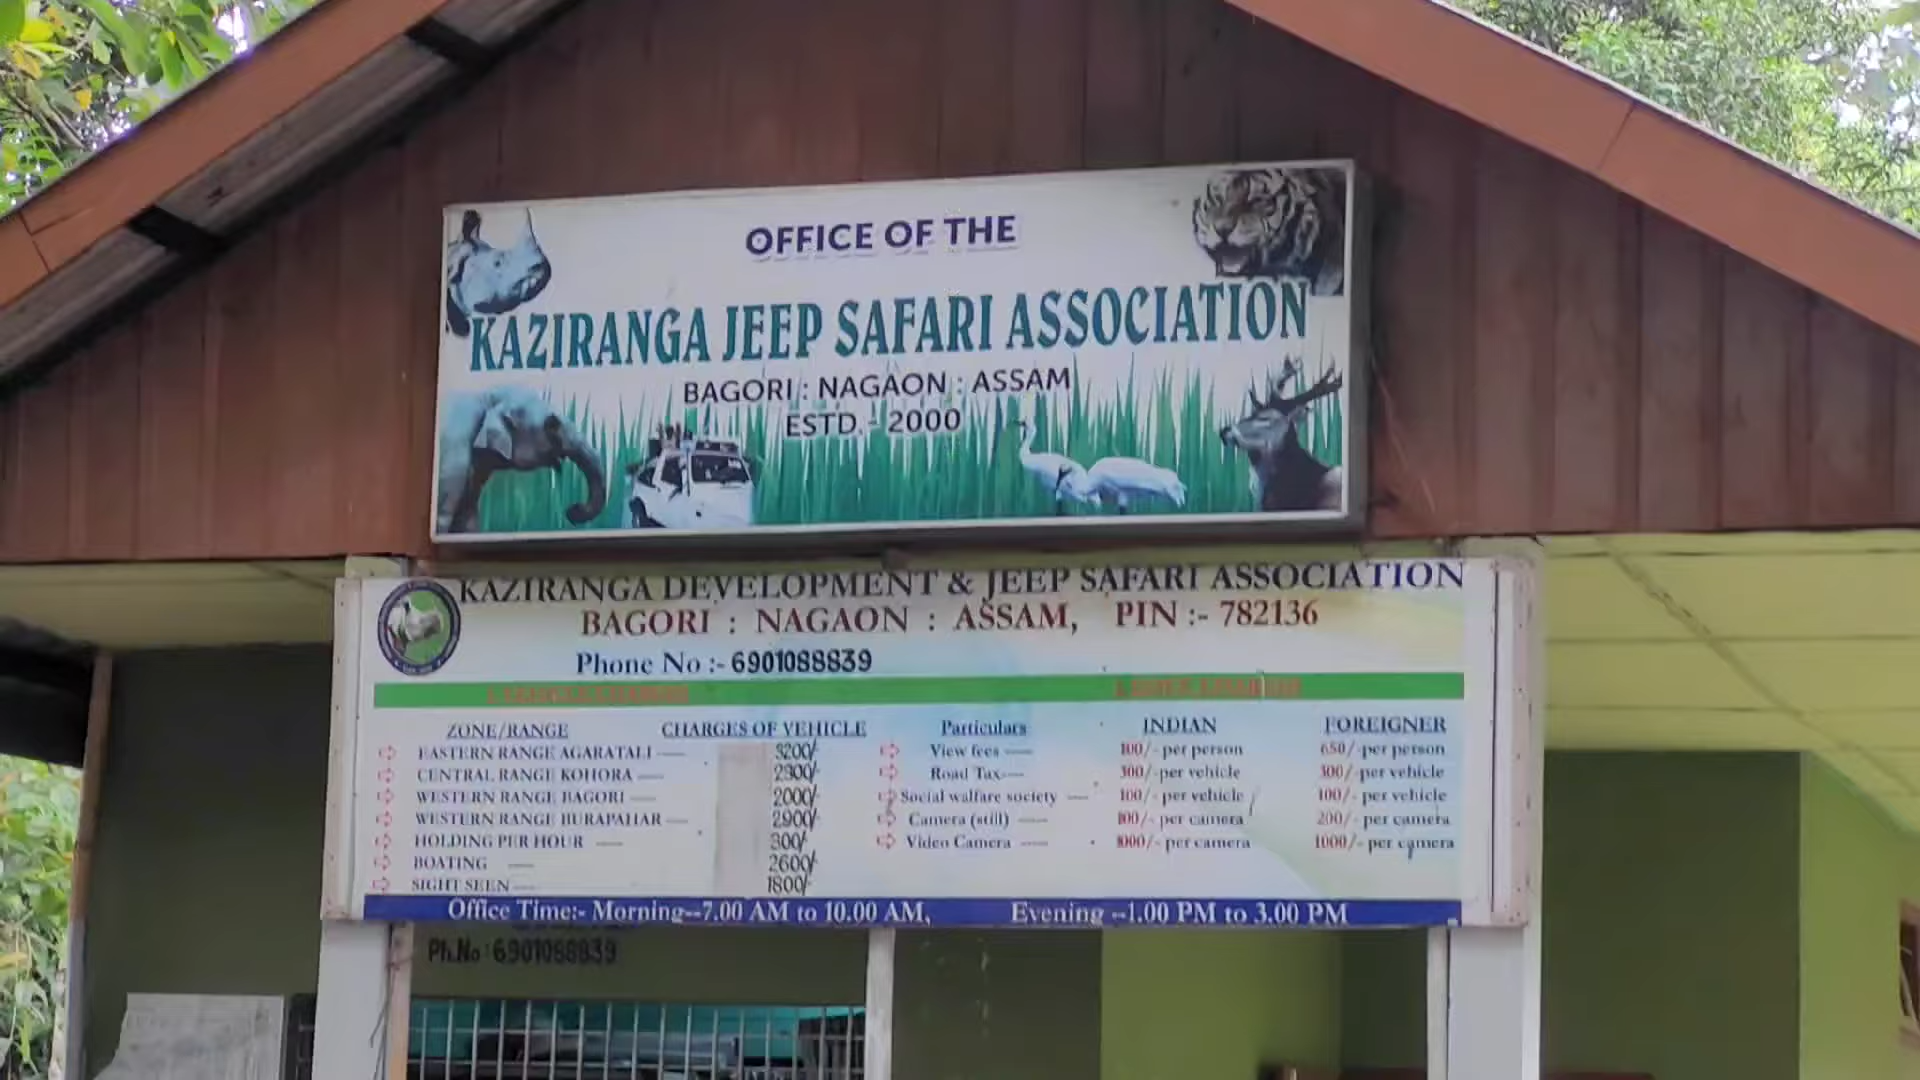 OFFICE OF THE
KAZIRANGA JEEP SAFARI ASSOCIATION
BAGORI : NAGAON : ASSAM
ESTD. - 2000
KAZIRANGA DEVELOPMENT & JEEP SAFARI ASSOCIATION
BAGORI : NAGAON : ASSAM, PIN :- 782136
Phone No :- 6901088839
ZONE/RANGE CHARGES OF VEHICLE Particulars INDIAN FOREIGNER
EASTERN RANGE AGARATALI — 3200/- View fees — 100/- per person 650/- per person
CENTRAL RANGE KOHORA — 2300/- Road Tax — 300/- per vehicle 300/- per vehicle
WESTERN RANGE BAGORI — 2000/- Social walfare society — 100/- per vehicle 100/- per vehicle
WESTERN RANGE BURAPAHAR — 2900/- Camera (still) — 100/- per camera 200/- per camera
HOLDING PER HOUR — 300/- Video Camera — 1000/- per camera 1000/- per camera
BOATING — 2600/-
SIGHT SEEN — 1800/-
Office Time:- Morning--7.00 AM to 10.00 AM, Evening --1.00 PM to 3.00 PM
Ph.No : 6901088839